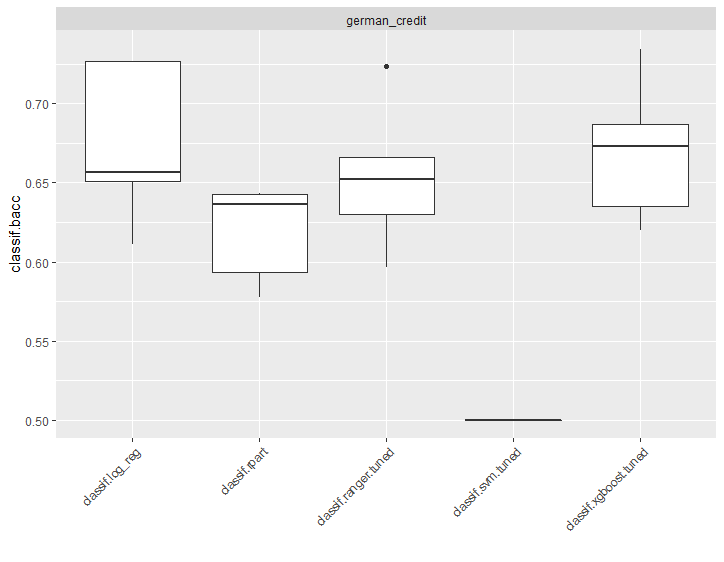 german_credit
classif.bacc
0.70
0.65
0.60
0.55
0.50
classif.log_reg
classif.rpart
classif.ranger.tuned
classif.svm.tuned
classif.xgboost.tuned